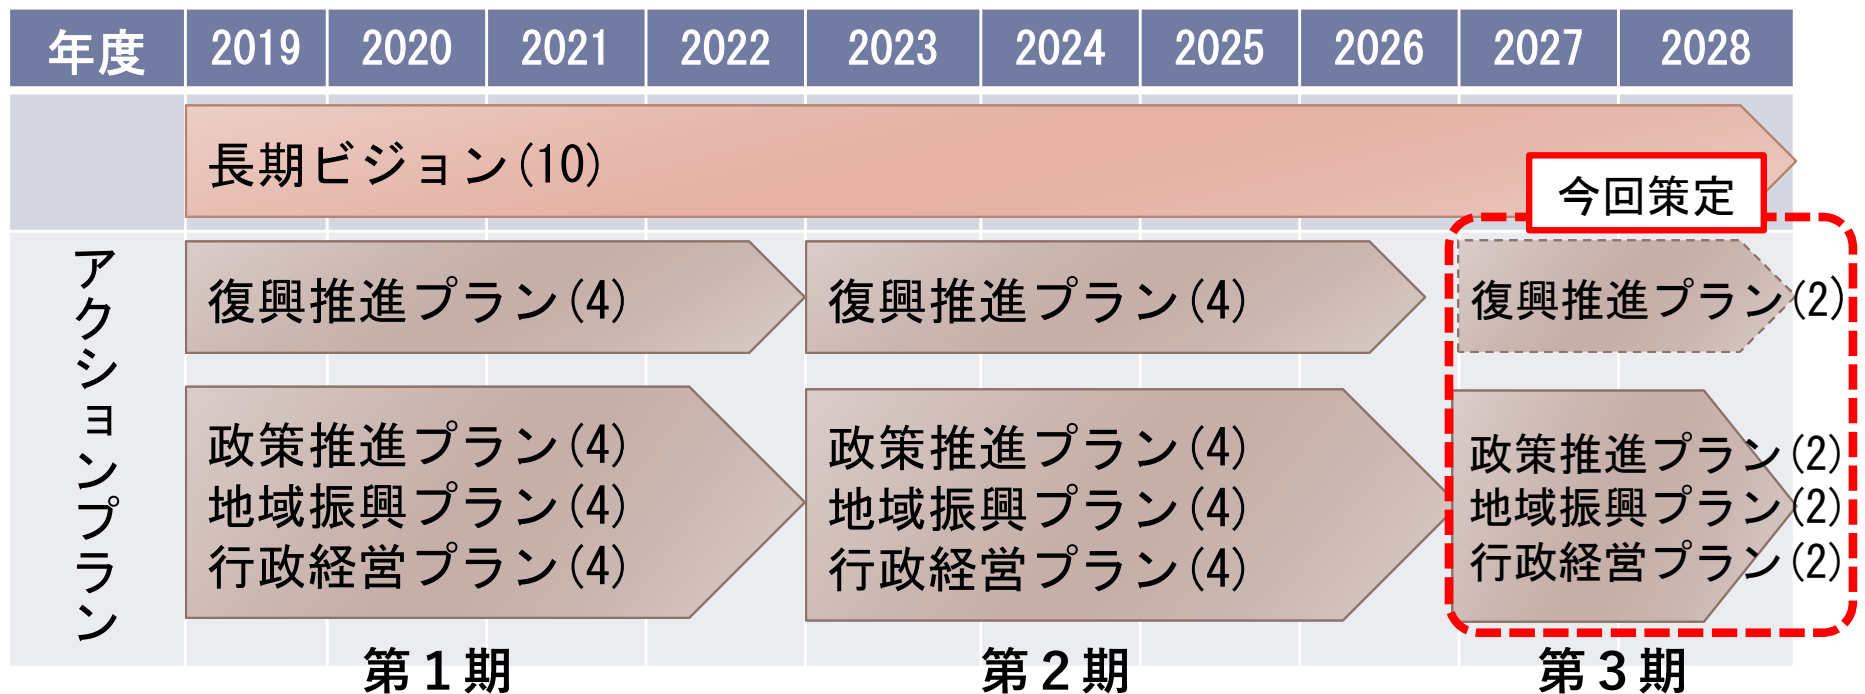 年度 2019 2020 2021 2022 2023 2024 2025 2026 2027 2028
長期ビジョン(10)
今回策定
アクションプラン
復興推進プラン(4)
復興推進プラン(4)
復興推進プラン(2)
政策推進プラン(4)
地域振興プラン(4)
行政経営プラン(4)
政策推進プラン(4)
地域振興プラン(4)
行政経営プラン(4)
政策推進プラン(2)
地域振興プラン(2)
行政経営プラン(2)
第1期
第2期
第3期